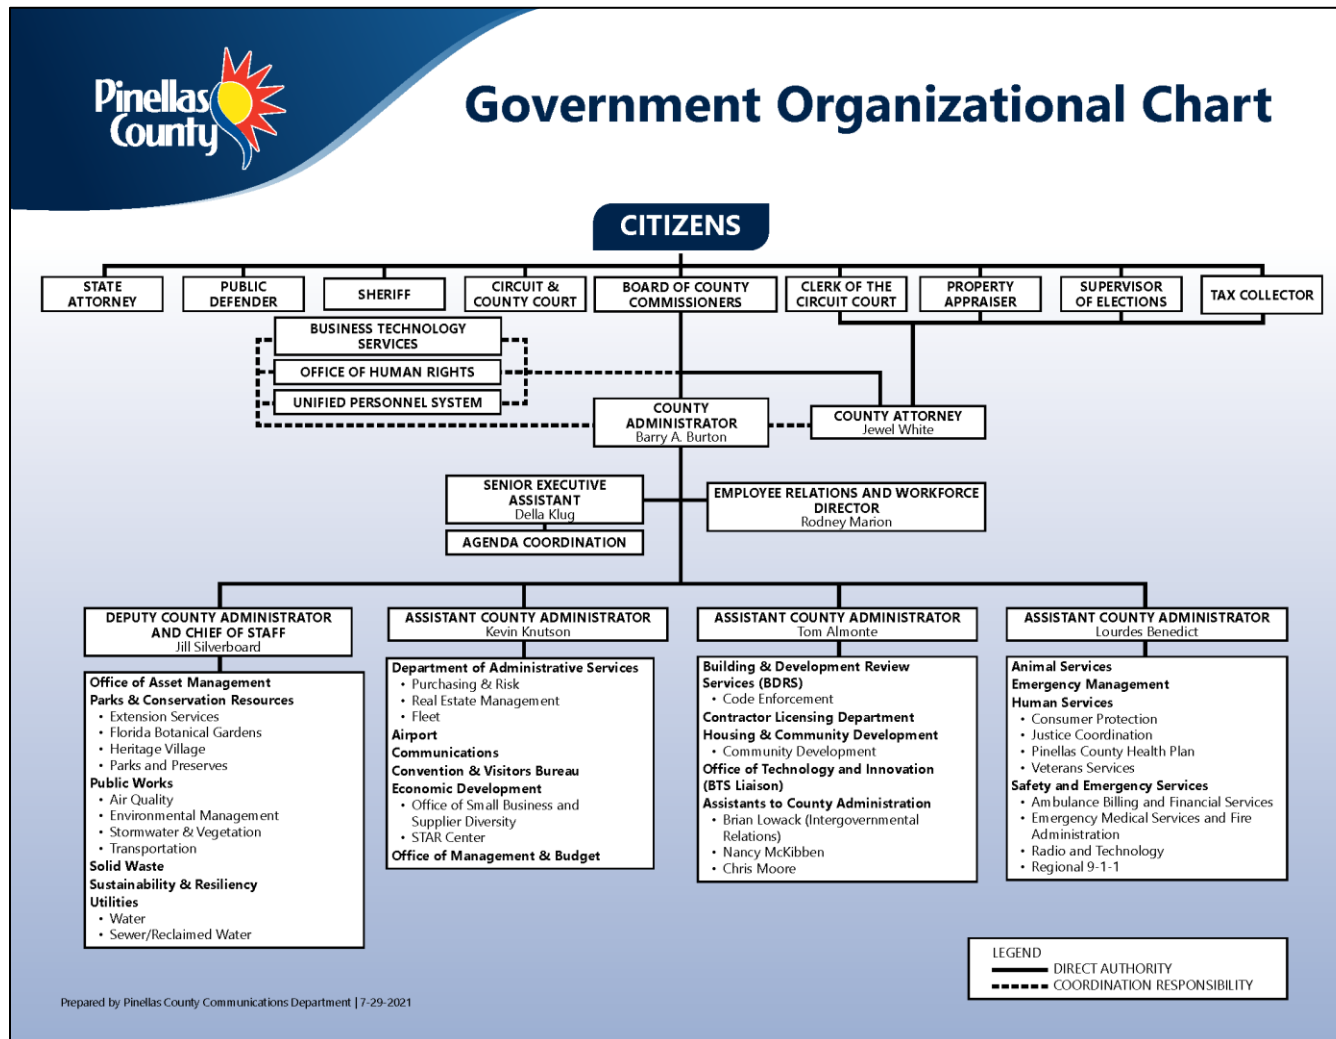 Pinellas
County
Government Organizational Chart
CITIZENS
STATE
ATTORNEY
PUBLIC
DEFENDER
SHERIFF
CIRCUIT &
COUNTY COURT
BOARD OF COUNTY
COMMISSIONERS
CLERK OF THE
CIRCUIT COURT
PROPERTY
APPRAISER
SUPERVISOR
OF ELECTIONS
TAX COLLECTOR
BUSINESS TECHNOLOGY
SERVICES
OFFICE OF HUMAN RIGHTS
UNIFIED PERSONNEL SYSTEM
COUNTY
ADMINISTRATOR
Barry A. Burton
COUNTY ATTORNEY
Jewel White
SENIOR EXECUTIVE
ASSISTANT
Della Klug
AGENDA COORDINATION
EMPLOYEE RELATIONS AND WORKFORCE
DIRECTOR
Rodney Marion
DEPUTY COUNTY ADMINISTRATOR
AND CHIEF OF STAFF
Jill Silverboard
Office of Asset Management
Parks & Conservation Resources
• Extension Services
• Florida Botanical Gardens
• Heritage Village
• Parks and Preserves
Public Works
• Air Quality
• Environmental Management
• Stormwater & Vegetation
• Transportation
Solid Waste
Sustainability & Resiliency
Utilities
• Water
• Sewer/Reclaimed Water
ASSISTANT COUNTY ADMINISTRATOR
Kevin Knutson
Department of Administrative Services
• Purchasing & Risk
• Real Estate Management
• Fleet
Airport
Communications
Convention & Visitors Bureau
Economic Development
• Office of Small Business and
Supplier Diversity
• STAR Center
Office of Management & Budget
ASSISTANT COUNTY ADMINISTRATOR
Tom Almonte
Building & Development Review
Services (BDRS)
• Code Enforcement
Contractor Licensing Department
Housing & Community Development
• Community Development
Office of Technology and Innovation
(BTS Liaison)
Assistants to County Administration
• Brian Lowack (Intergovernmental
Relations)
• Nancy McKibben
• Chris Moore
ASSISTANT COUNTY ADMINISTRATOR
Lourdes Benedict
Animal Services
Emergency Management
Human Services
• Consumer Protection
• Justice Coordination
• Pinellas County Health Plan
• Veterans Services
Safety and Emergency Services
• Ambulance Billing and Financial Services
• Emergency Medical Services and Fire
Administration
• Radio and Technology
• Regional 9-1-1
LEGEND
DIRECT AUTHORITY
COORDINATION RESPONSIBILITY
Prepared by Pinellas County Communications Department | 7-29-2021